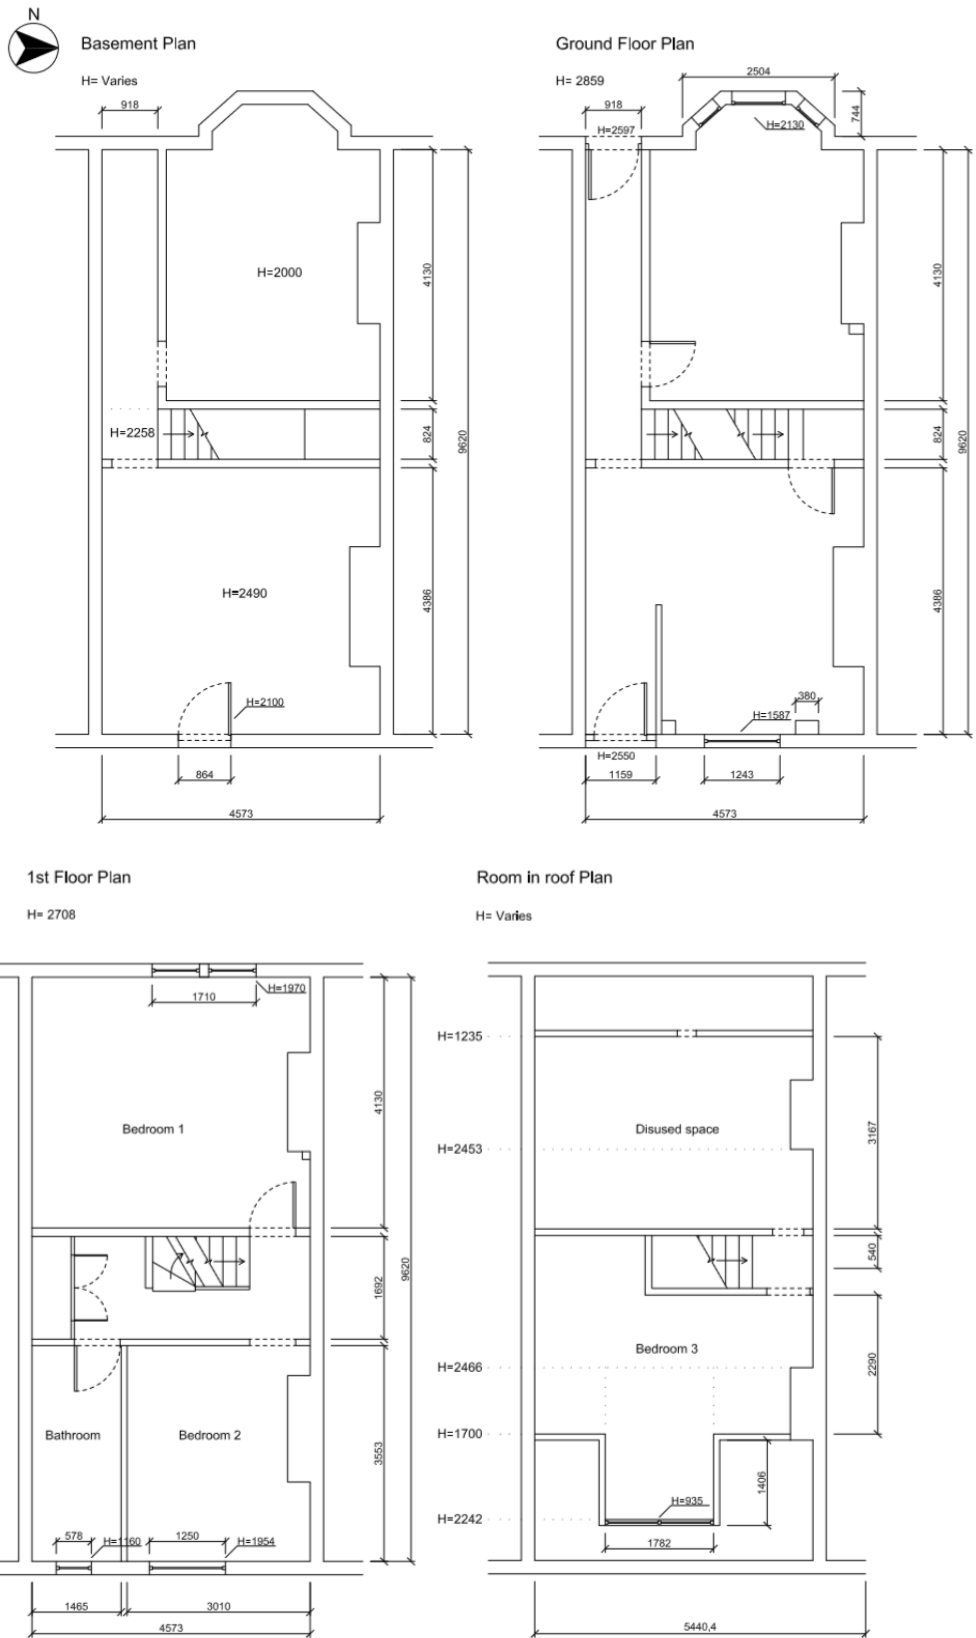 N
Basement Plan
H= Varies
918
H=2000
4130
H=2258
824
9620
H=2490
4386
H=2100
864
4573
Ground Floor Plan
H= 2859
2504
918
H=2597
H=2130
744
4130
824
9620
4386
380
H=1587
H=2550
1159
1243
4573
1st Floor Plan
H= 2708
H=1970
1710
4130
Bedroom 1
1692
9620
Bathroom
Bedroom 2
3553
578
H=1160
1250
H=1954
1465
3010
4573
Room in roof Plan
H= Varies
H=1235
Disused space
3167
H=2453
540
Bedroom 3
2290
H=2466
H=1700
1406
H=935
H=2242
1782
5440,4